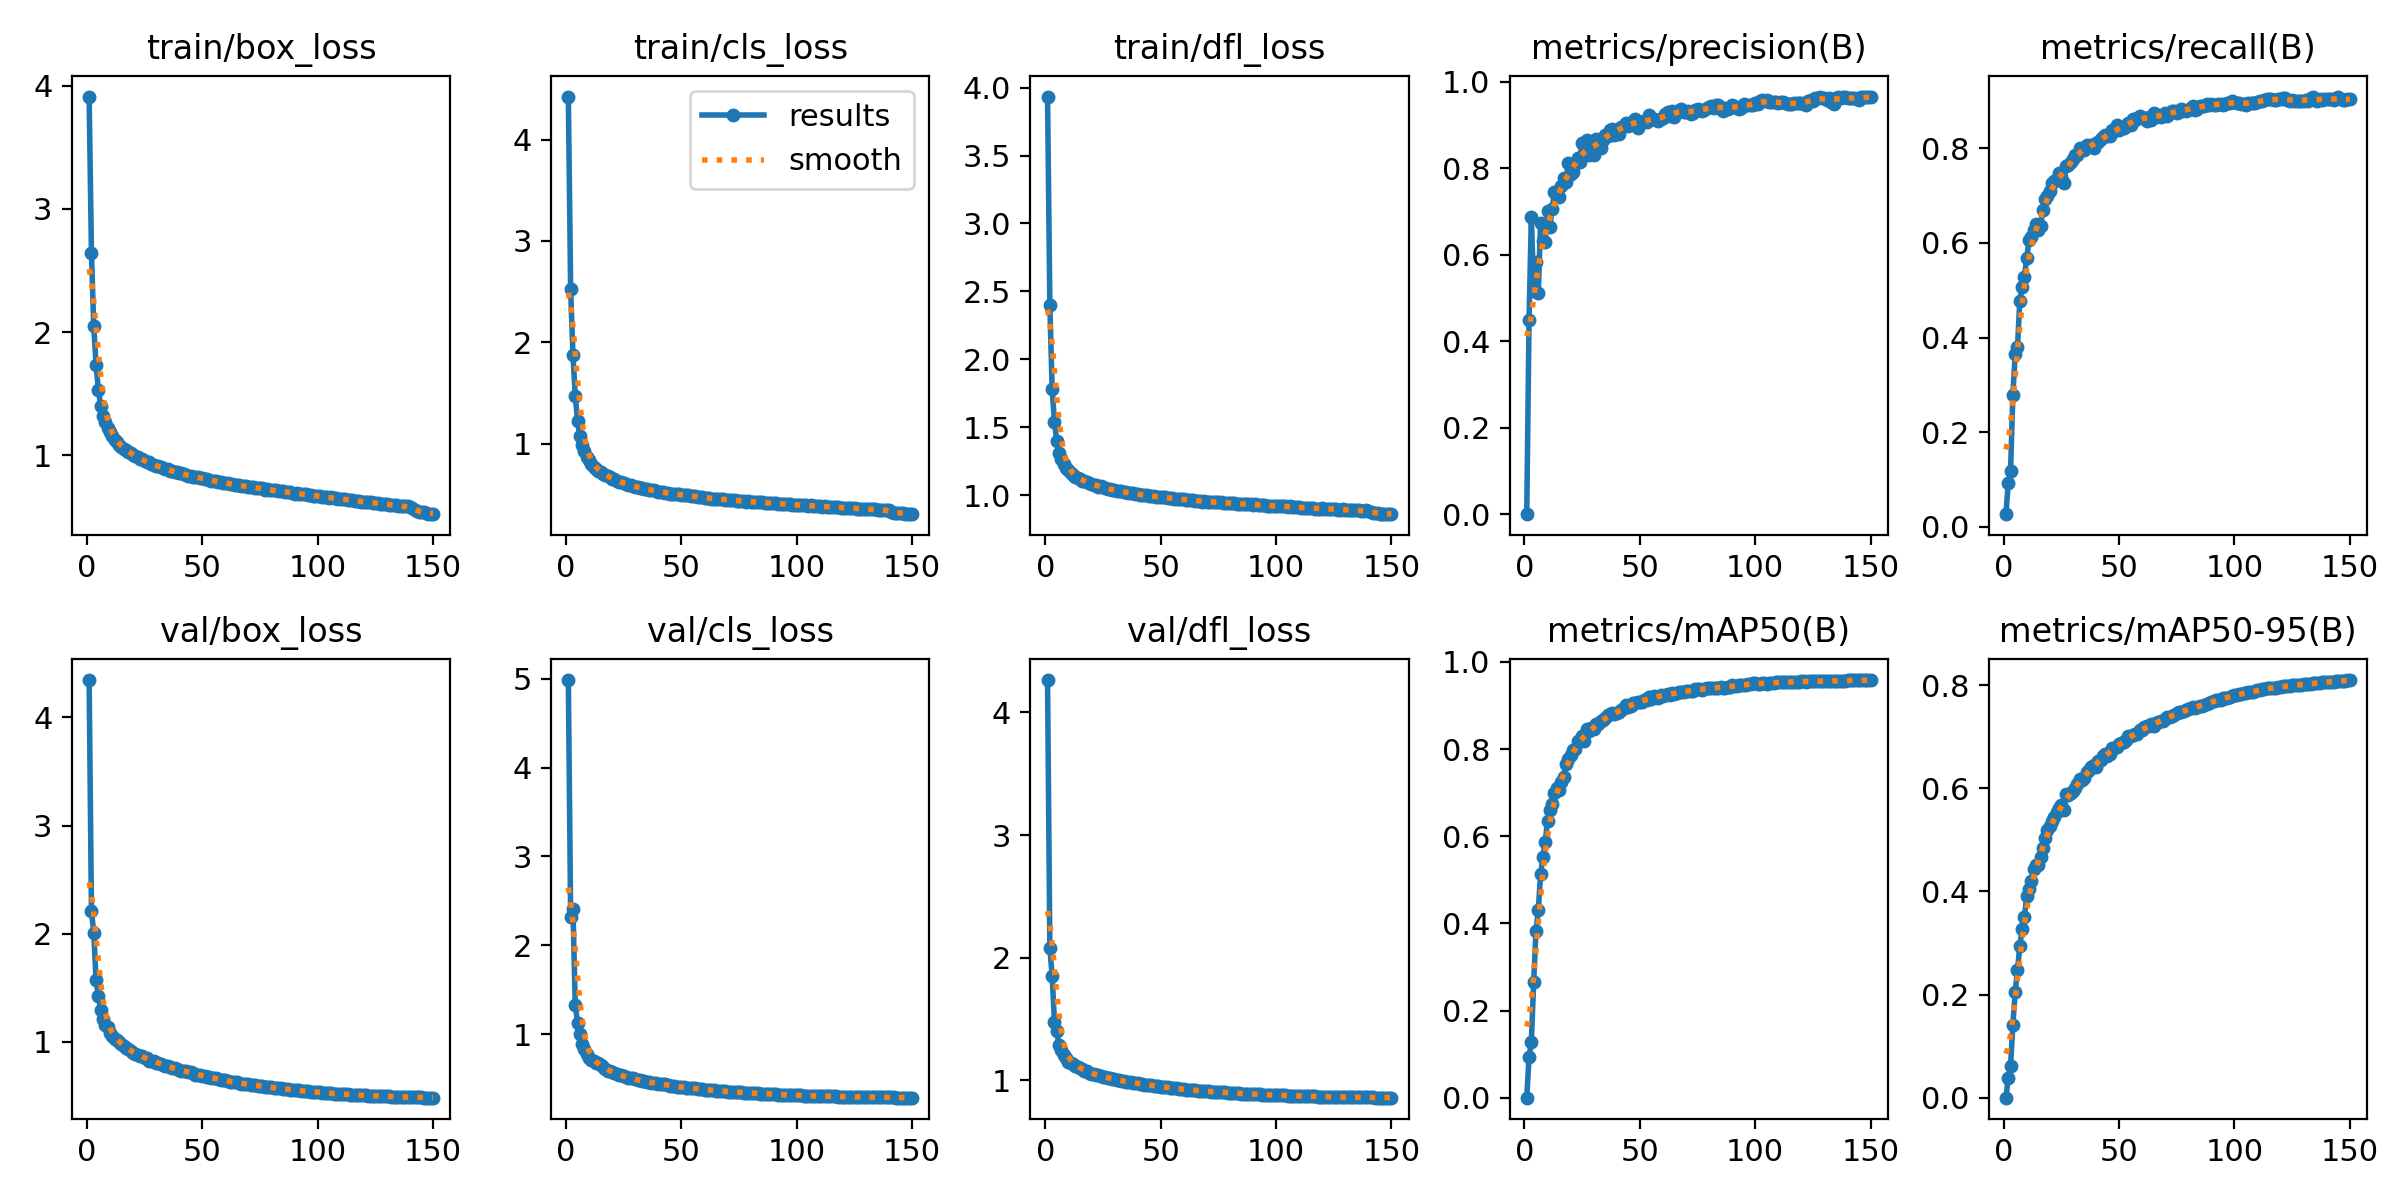 train/box_loss
train/cls_loss
train/dfl_loss
metrics/precision(B)
metrics/recall(B)
4
3
2
1
0 50 100 150
4
3
2
1
0 50 100 150
results
smooth
4.0
3.5
3.0
2.5
2.0
1.5
1.0
0 50 100 150
1.0
0.8
0.6
0.4
0.2
0.0
0 50 100 150
0.8
0.6
0.4
0.2
0.0
0 50 100 150
val/box_loss
val/cls_loss
val/dfl_loss
metrics/mAP50(B)
metrics/mAP50-95(B)
4
3
2
1
0 50 100 150
5
4
3
2
1
0 50 100 150
4
3
2
1
0 50 100 150
1.0
0.8
0.6
0.4
0.2
0.0
0 50 100 150
0.8
0.6
0.4
0.2
0.0
0 50 100 150